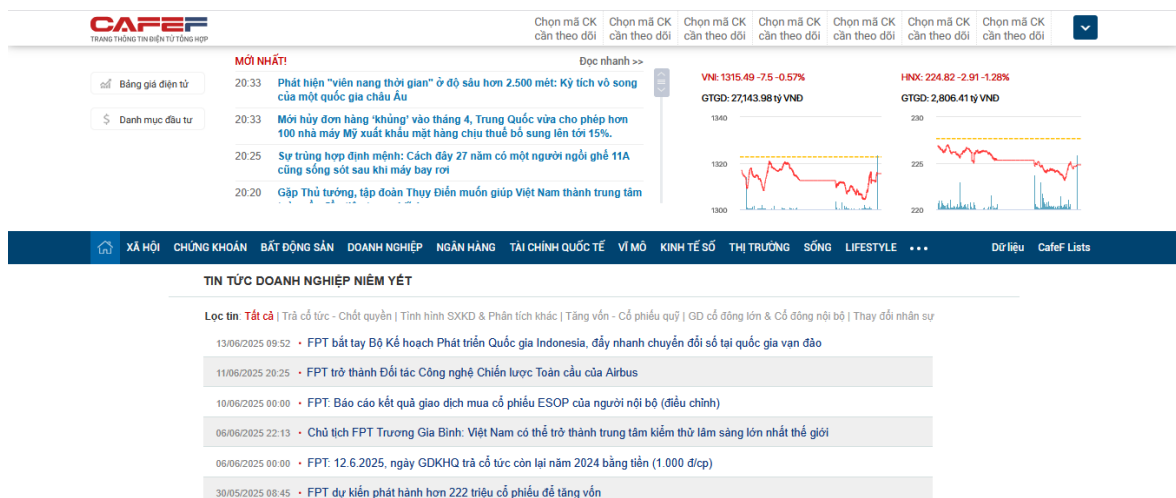 CAFEF
TRANG THÔNG TIN ĐIỆN TỬ TỔNG HỢP
Chọn mã CK cần theo dõi
Chọn mã CK cần theo dõi
Chọn mã CK cần theo dõi
Chọn mã CK cần theo dõi
Chọn mã CK cần theo dõi
Chọn mã CK cần theo dõi
Chọn mã CK cần theo dõi
Bảng giá điện tử
Danh mục đầu tư
MỚI NHẤT!
Đọc nhanh >>
20:33 Phát hiện "viên nang thời gian" ở độ sâu hơn 2.500 mét: Kỳ tích vô song
của một quốc gia châu Âu
20:33 Mới hủy đơn hàng ‘khủng’ vào tháng 4, Trung Quốc vừa cho phép hơn
100 nhà máy Mỹ xuất khẩu mặt hàng chịu thuế bổ sung lên tới 15%.
20:25 Sự trùng hợp định mệnh: Cách đây 27 năm có một người ngồi ghế 11A
cũng sống sót sau khi máy bay rơi
20:20 Gặp Thủ tướng, tập đoàn Thụy Điển muốn giúp Việt Nam thành trung tâm
VNI: 1315.49 -7.5 -0.57%
GTGD: 27,143.98 tỷ VNĐ
1340
1320
1300
HNX: 224.82 -2.91 -1.28%
GTGD: 2,806.41 tỷ VNĐ
230
225
220
XÃ HỘI CHỨNG KHOÁN BẤT ĐỘNG SẢN DOANH NGHIỆP NGÂN HÀNG TÀI CHÍNH QUỐC TẾ VĨ MÔ KINH TẾ SỐ THỊ TRƯỜNG SỐNG LIFESTYLE ••• Dữ liệu CafeF Lists
TIN TỨC DOANH NGHIỆP NIÊM YẾT
Lọc tin: Tất cả | Trả cổ tức - Chốt quyền | Tình hình SXKD & Phân tích khác | Tăng vốn - Cổ phiếu quỹ | GD cổ đông lớn & Cổ đông nội bộ | Thay đổi nhân sự
13/06/2025 09:52 • FPT bắt tay Bộ Kế hoạch Phát triển Quốc gia Indonesia, đẩy nhanh chuyển đổi số tại quốc gia vạn đảo
11/06/2025 20:25 • FPT trở thành Đối tác Công nghệ Chiến lược Toàn cầu của Airbus
10/06/2025 00:00 • FPT: Báo cáo kết quả giao dịch mua cổ phiếu ESOP của người nội bộ (điều chỉnh)
06/06/2025 22:13 • Chủ tịch FPT Trương Gia Bình: Việt Nam có thể trở thành trung tâm kiểm thử lâm sàng lớn nhất thế giới
06/06/2025 00:00 • FPT: 12.6.2025, ngày GDKHQ trả cổ tức còn lại năm 2024 bằng tiền (1.000 đ/cp)
30/05/2025 08:45 • FPT dự kiến phát hành hơn 222 triệu cổ phiếu để tăng vốn